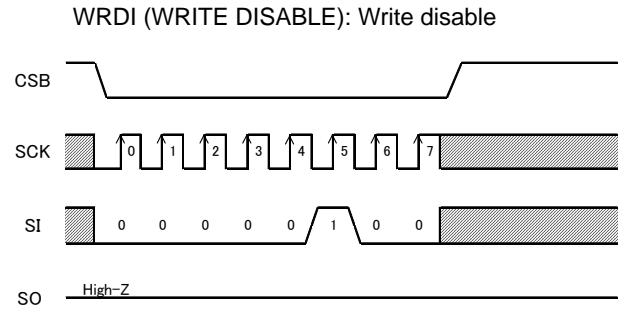 WRDI (WRITE DISABLE): Write disable
CSB
SCK 0 1 2 3 4 5 6 7
SI 0 0 0 0 0 1 0 0
High-Z
SO